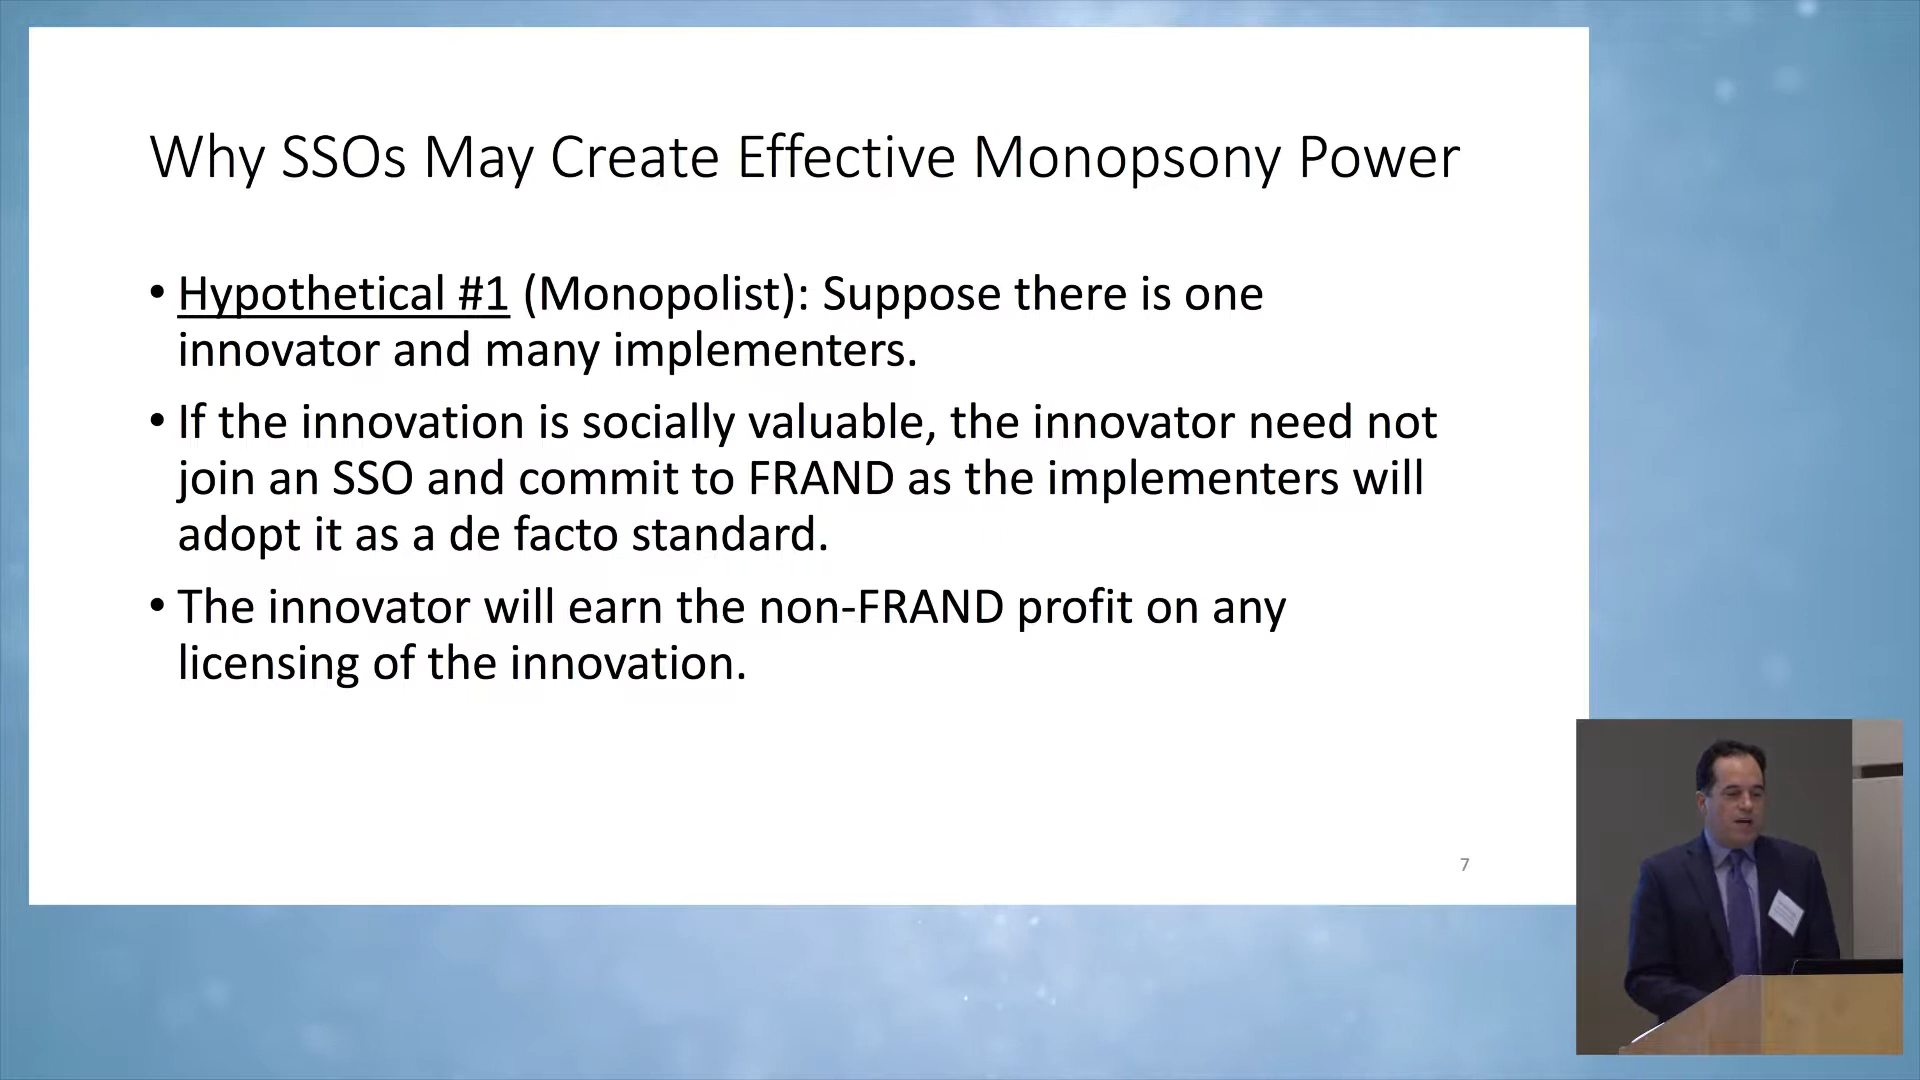 Why SSOs May Create Effective Monopsony Power
• Hypothetical #1 (Monopolist): Suppose there is one
innovator and many implementers.
• If the innovation is socially valuable, the innovator need not
join an SSO and commit to FRAND as the implementers will
adopt it as a de facto standard.
• The innovator will earn the non-FRAND profit on any
licensing of the innovation.
7